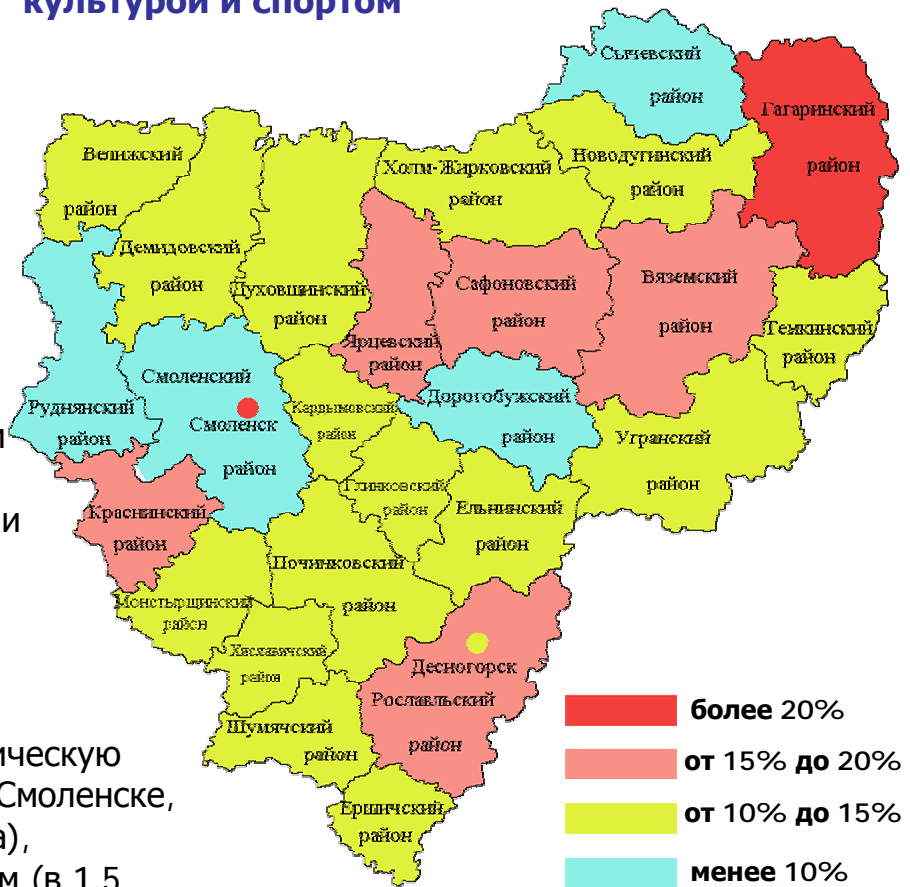 культурой и спортом
Сычевский
район
Гагаринский
район
Велижский
район
Холм-Жирковский
район
Новодугинский
район
Демидовский
район
Духовщинский
район
Сафоновский
район
Вяземский
район
Ярцевский
район
Темкинский
район
Смоленский
Смоленск
район
Руднянский
район
Кардымовский
район
Дорогобужский
район
Угранский
район
и
Глинковский
район
Ельнинский
район
Краснинский
район
и
Починковский
район
Монстырщинский
район
Хиславичский
район
Десногорск
Рославльский
район
Шумячский
район
Ершичский
район
ическую
Смоленске,
а),
м (в 1,5
более 20%
от 15% до 20%
от 10% до 15%
менее 10%